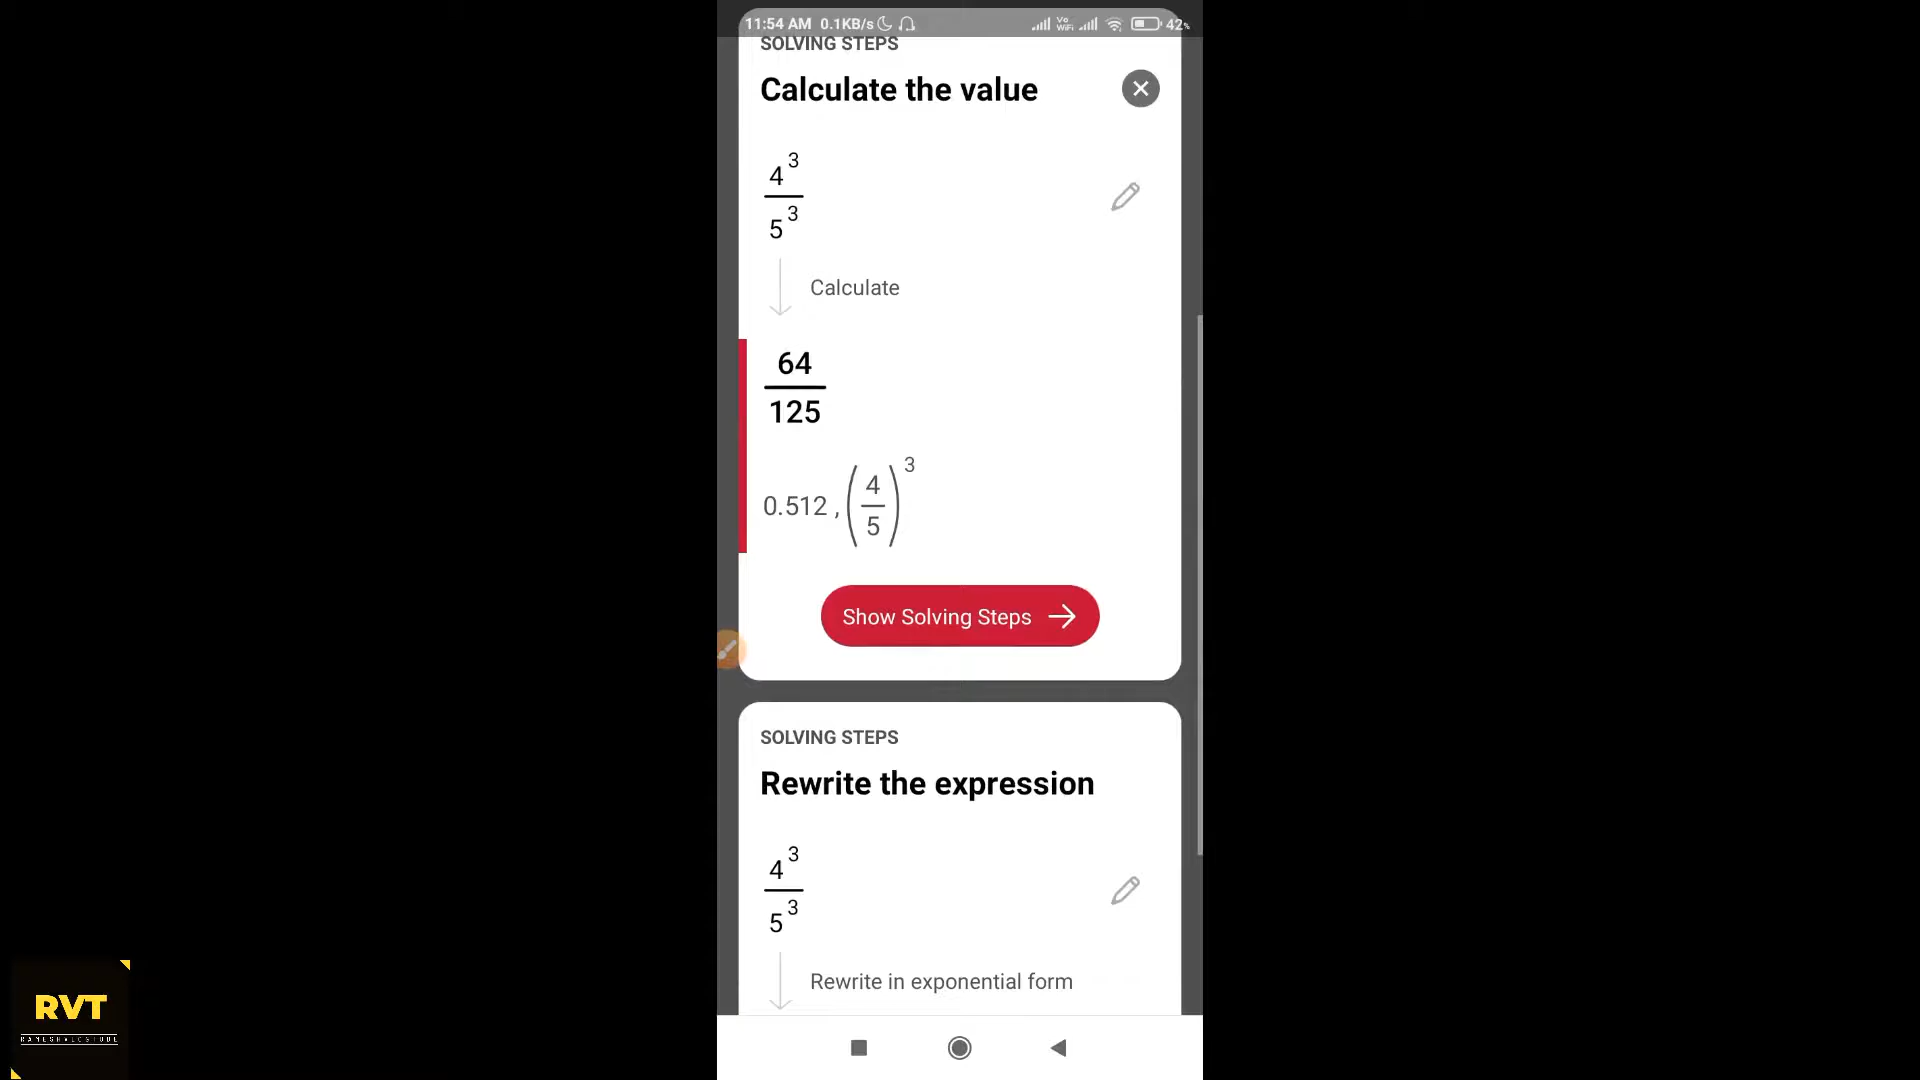 11:54 AM 0.1KB/s Vo WiFi 42%
SOLVING STEPS
Calculate the value
4^3
5^3
Calculate
64
125
0.512 , (4/5)^3
Show Solving Steps
SOLVING STEPS
Rewrite the expression
4^3
5^3
Rewrite in exponential form
RVT